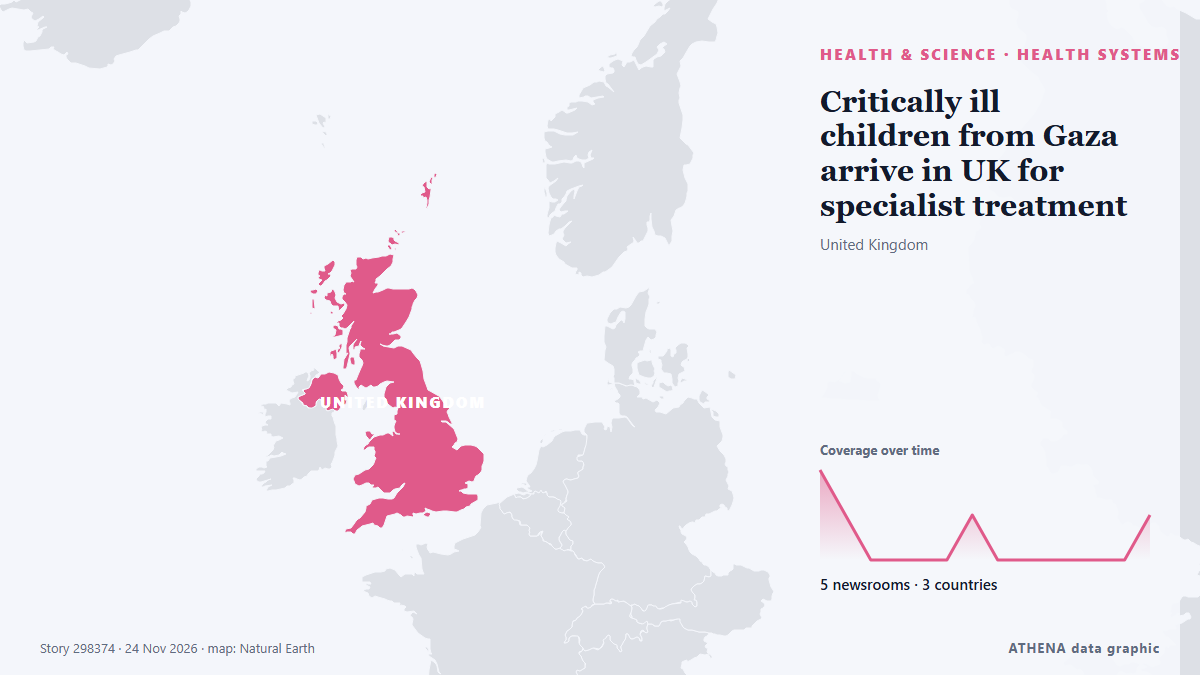 HEALTH & SCIENCE · HEALTH SYSTEMS
Critically ill
children from Gaza
arrive in UK for
specialist treatment
United Kingdom
UNITED KINGDOM
Coverage over time
5 newsrooms · 3 countries
Story 298374 · 24 Nov 2026 · map: Natural Earth
ATHENA data graphic